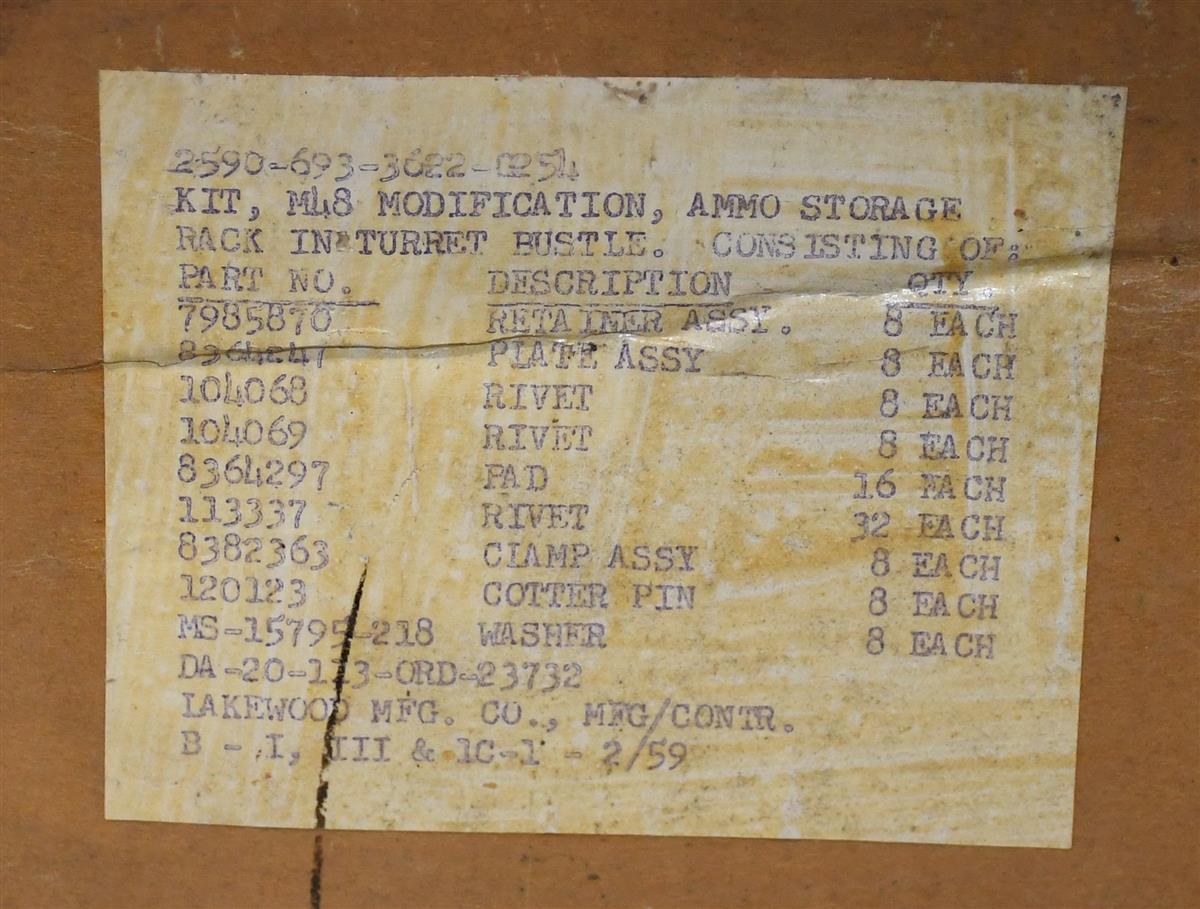 2590-693-3622-0254
KIT, M48 MODIFICATION, AMMO STORAGE
RACK IN TURRET BUSTLE. CONSISTING OF:
PART NO. DESCRIPTION QTY.
7985870 RETAINER ASSY. 8 EACH
PLATE ASSY 8 EACH
104068 RIVET 8 EACH
104069 RIVET 8 EACH
8364297 PAD 16 EACH
113337 RIVET 32 EACH
8382363 CLAMP ASSY 8 EACH
120123 COTTER PIN 8 EACH
MS-15795-218 WASHER 8 EACH
DA-20-113-ORD-23732
LAKEWOOD MFG. CO., MFG/CONTR.
B - I, III & 1C-1 - 2/59